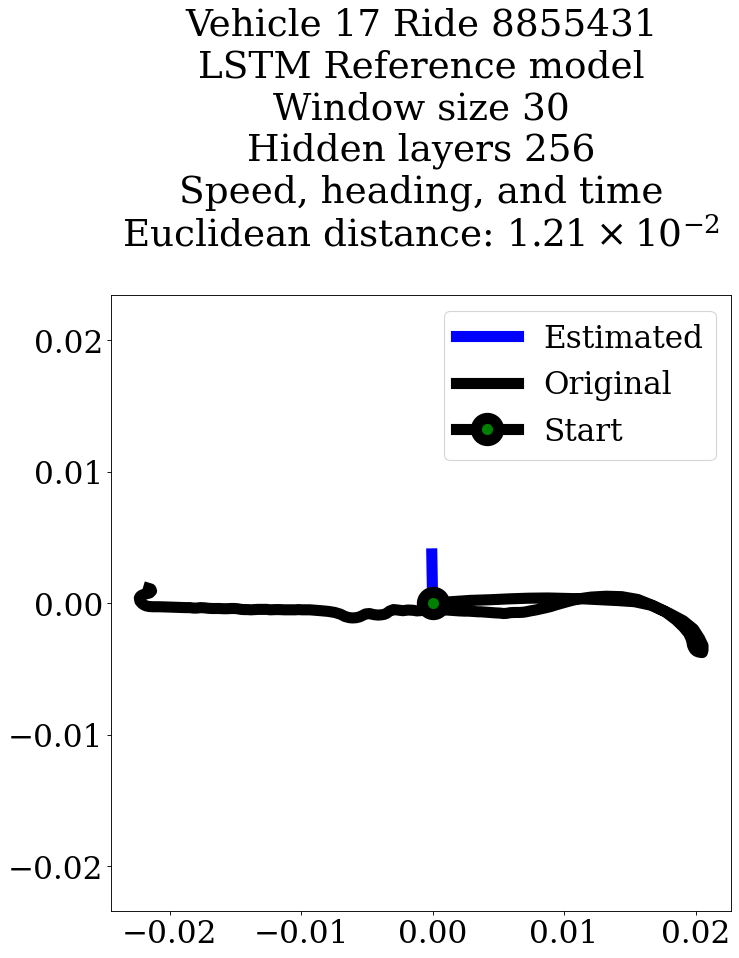 Vehicle 17 Ride 8855431
LSTM Reference model
Window size 30
Hidden layers 256
Speed, heading, and time
Euclidean distance: 1.21 × 10⁻²
Estimated
Original
Start
0.02
0.01
0.00
−0.01
−0.02
−0.02 −0.01 0.00 0.01 0.02